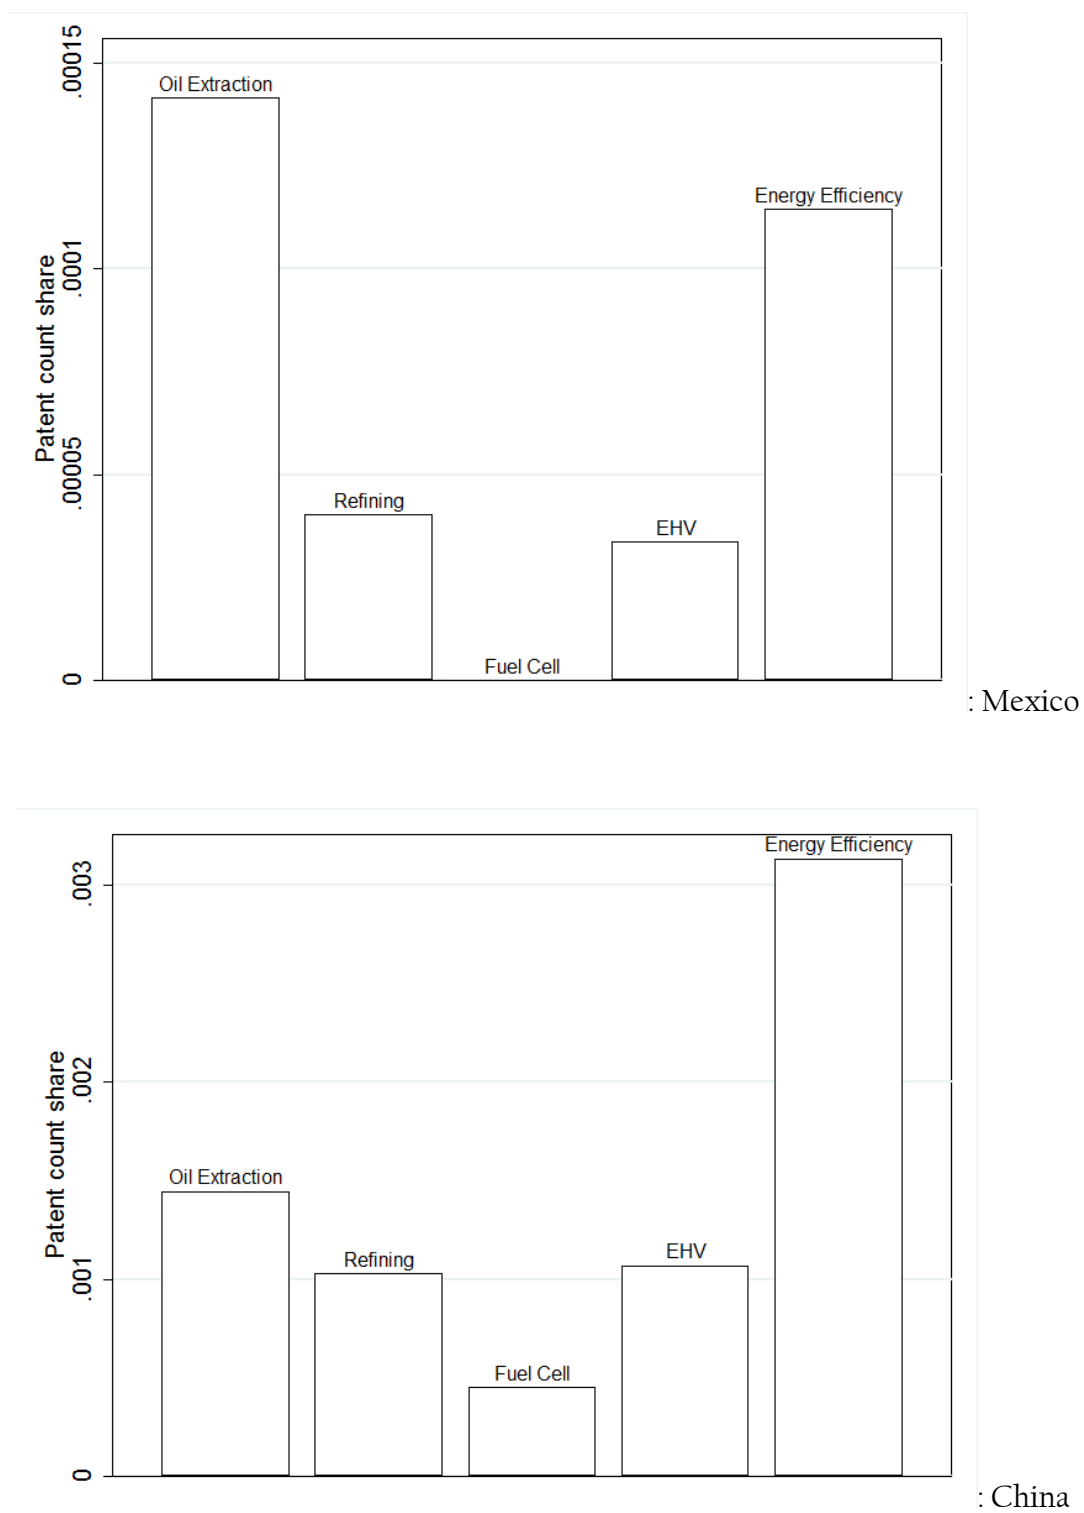 .00015
Oil Extraction
Energy Efficiency
.0001
Patent count share
.00005
Refining
EHV
Fuel Cell
0
: Mexico
Energy Efficiency
.003
.002
Patent count share
Oil Extraction
.001
Refining
EHV
Fuel Cell
0
: China